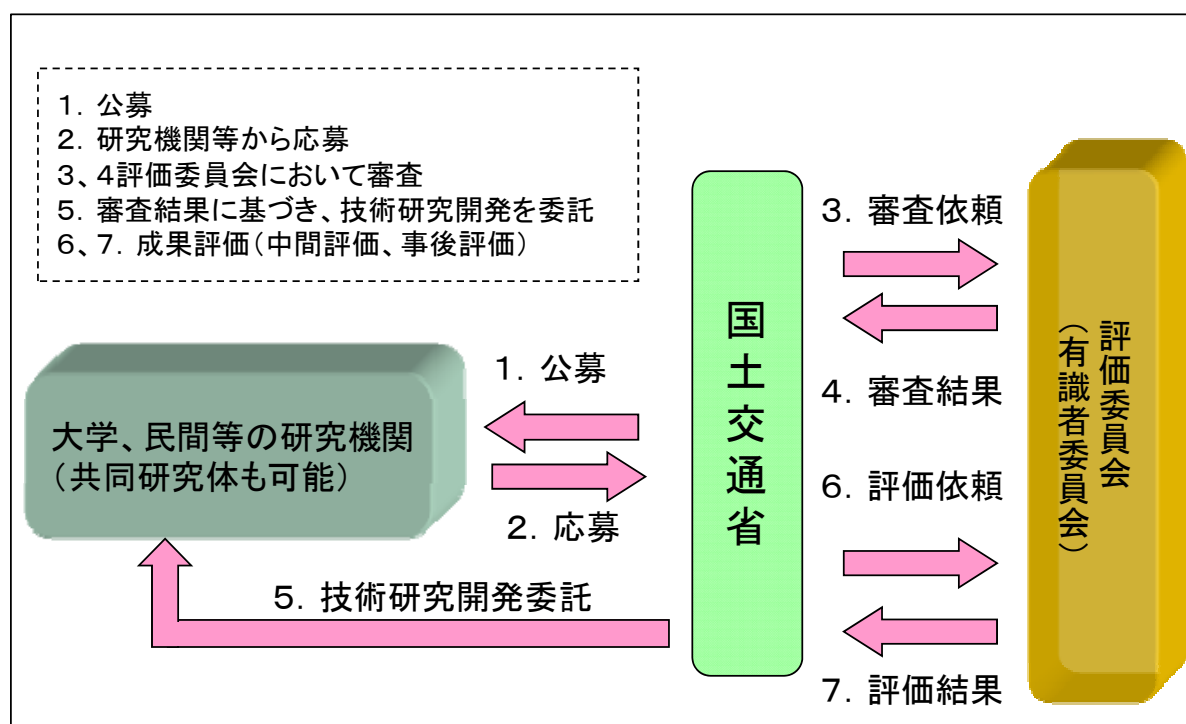 1．公募
2．研究機関等から応募
3、4評価委員会において審査
5．審査結果に基づき、技術研究開発を委託
6、7．成果評価（中間評価、事後評価）
大学、民間等の研究機関
（共同研究体も可能）
1．公募
2．応募
5．技術研究開発委託
国土交通省
3．審査依頼
4．審査結果
6．評価依頼
7．評価結果
評価委員会
（有識者委員会）